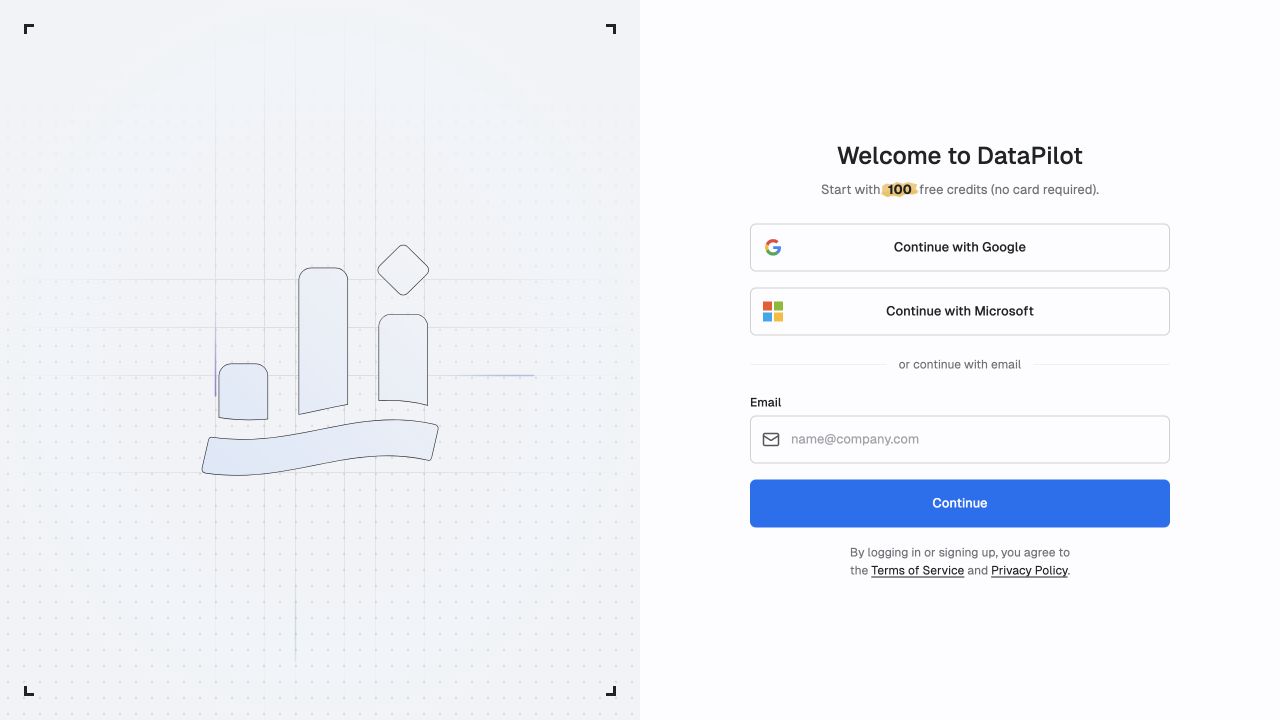 Welcome to DataPilot
Start with 100 free credits (no card required).
Continue with Google
Continue with Microsoft
or continue with email
Email
name@company.com
Continue
By logging in or signing up, you agree to
the Terms of Service and Privacy Policy.